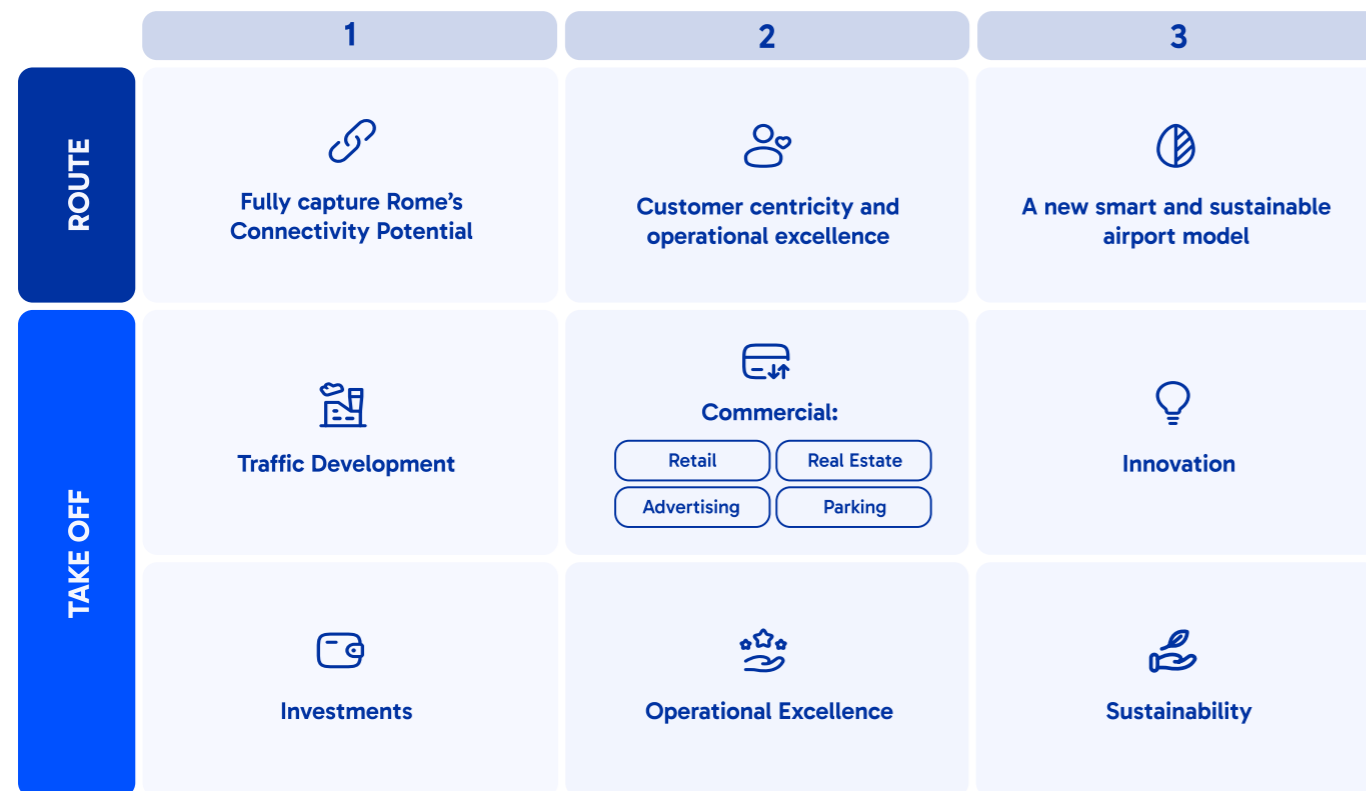 1
2
3
ROUTE
Fully capture Rome’s
Connectivity Potential
Customer centricity and
operational excellence
A new smart and sustainable
airport model
TAKE OFF
Traffic Development
Commercial:
Retail
Real Estate
Advertising
Parking
Innovation
Investments
Operational Excellence
Sustainability